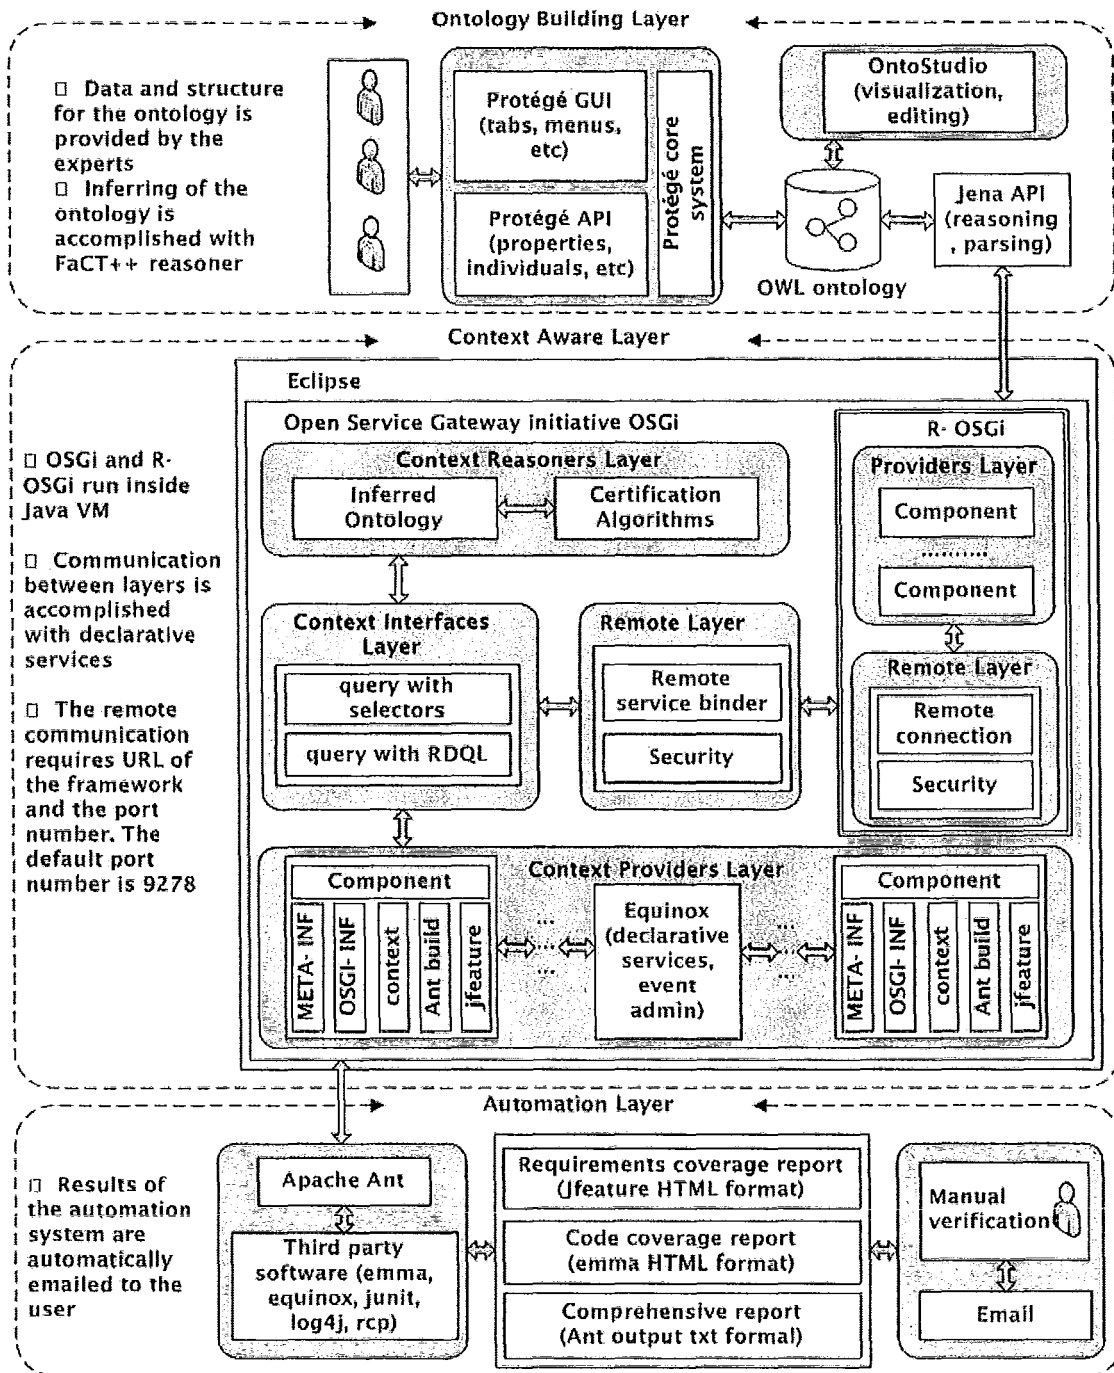 Ontology Building Layer
▯ Data and structure
for the ontology is
provided by the
experts
▯ Inferring of the
ontology is
accomplished with
FaCT++ reasoner
Protégé GUI
(tabs, menus,
etc)
Protégé API
(properties,
individuals, etc)
Protégé core
system
OntoStudio
(visualization,
editing)
OWL ontology
Jena API
(reasoning
, parsing)
Context Aware Layer
▯ OSGi and R-
OSGi run inside
Java VM
▯ Communication
between layers is
accomplished
with declarative
services
▯ The remote
communication
requires URL of
the framework
and the port
number. The
default port
number is 9278
Eclipse
Open Service Gateway initiative OSGi
Context Reasoners Layer
Inferred
Ontology
Certification
Algorithms
R- OSGi
Providers Layer
Component
..........
Component
Remote Layer
Remote
connection
Security
Context Interfaces
Layer
query with
selectors
query with RDQL
Remote Layer
Remote
service binder
Security
Context Providers Layer
Component
META- INF
OSGI- INF
context
Ant build
jfeature
...
...
...
Equinox
(declarative
services,
event
admin)
...
...
...
Component
META- INF
OSGI- INF
context
Ant build
jfeature
Automation Layer
▯ Results of
the automation
system are
automatically
emailed to the
user
Apache Ant
Third party
software (emma,
equinox, junit,
log4j, rcp)
Requirements coverage report
(Jfeature HTML format)
Code coverage report
(emma HTML format)
Comprehensive report
(Ant output txt formal)
Manual
verification
Email